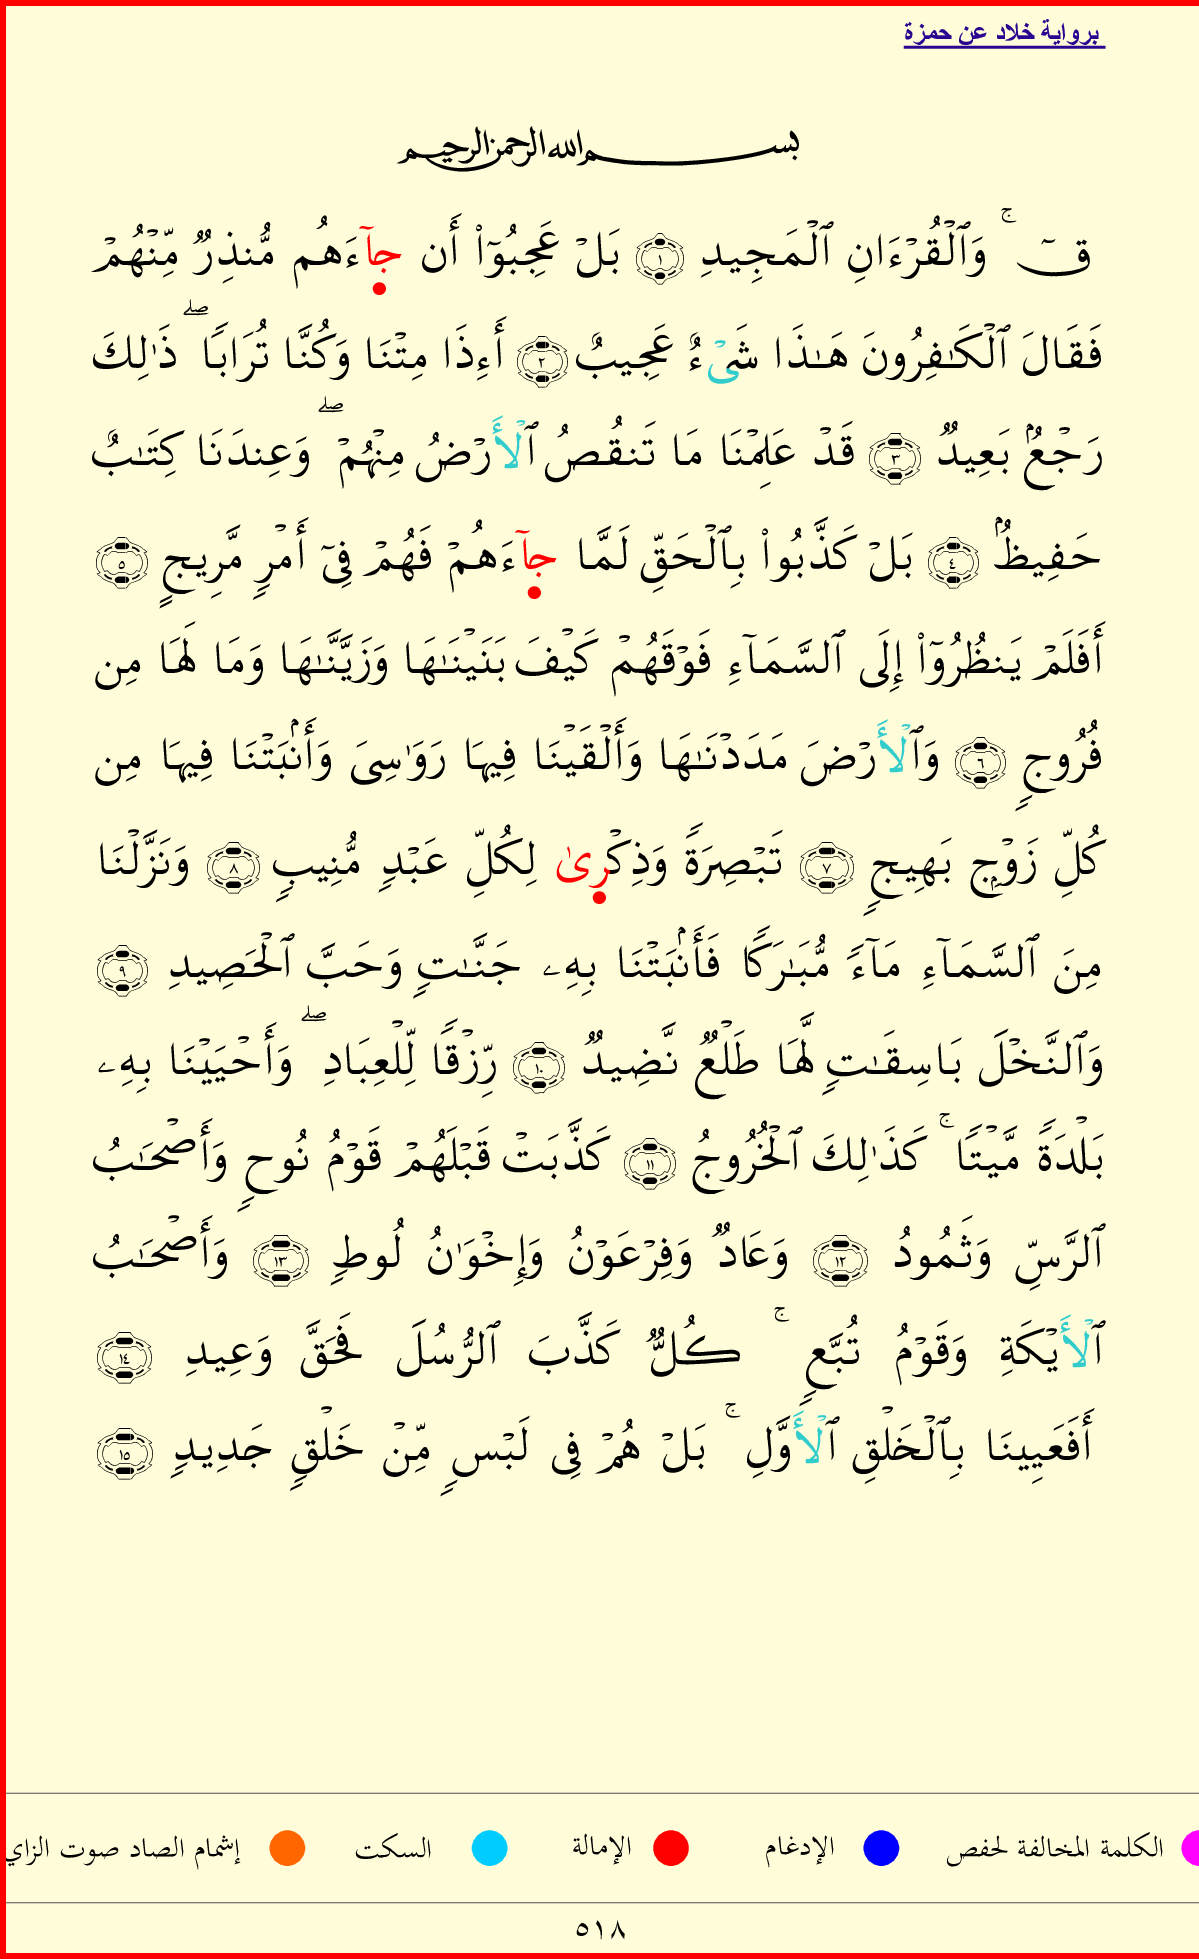 برواية خلاد عن حمزة
بسم الله الرحمن الرحيم
قٓ ۚ وَٱلْقُرْءَانِ ٱلْمَجِيدِ ١ بَلْ عَجِبُوٓا۟ أَن جَآءَهُم مُّنذِرٌ مِّنْهُمْ
فَقَالَ ٱلْكَـٰفِرُونَ هَـٰذَا شَىْءٌ عَجِيبٌ ٢ أَءِذَا مِتْنَا وَكُنَّا تُرَابًا ۖ ذَٰلِكَ
رَجْعٌۢ بَعِيدٌ ٣ قَدْ عَلِمْنَا مَا تَنقُصُ ٱلْأَرْضُ مِنْهُمْ ۖ وَعِندَنَا كِتَـٰبٌ
حَفِيظٌۢ ٤ بَلْ كَذَّبُوا۟ بِٱلْحَقِّ لَمَّا جَآءَهُمْ فَهُمْ فِىٓ أَمْرٍ مَّرِيجٍ ٥
أَفَلَمْ يَنظُرُوٓا۟ إِلَى ٱلسَّمَآءِ فَوْقَهُمْ كَيْفَ بَنَيْنَـٰهَا وَزَيَّنَّـٰهَا وَمَا لَهَا مِن
فُرُوجٍ ٦ وَٱلْأَرْضَ مَدَدْنَـٰهَا وَأَلْقَيْنَا فِيهَا رَوَٰسِىَ وَأَنۢبَتْنَا فِيهَا مِن
كُلِّ زَوْجٍۭ بَهِيجٍ ٧ تَبْصِرَةً وَذِكْرِىٰ لِكُلِّ عَبْدٍ مُّنِيبٍ ٨ وَنَزَّلْنَا
مِنَ ٱلسَّمَآءِ مَآءً مُّبَـٰرَكًا فَأَنۢبَتْنَا بِهِۦ جَنَّـٰتٍ وَحَبَّ ٱلْحَصِيدِ ٩
وَٱلنَّخْلَ بَاسِقَـٰتٍ لَّهَا طَلْعٌ نَّضِيدٌ ١٠ رِّزْقًا لِّلْعِبَادِ ۖ وَأَحْيَيْنَا بِهِۦ
بَلْدَةً مَّيْتًا ۚ كَذَٰلِكَ ٱلْخُرُوجُ ١١ كَذَّبَتْ قَبْلَهُمْ قَوْمُ نُوحٍ وَأَصْحَـٰبُ
ٱلرَّسِّ وَثَمُودُ ١٢ وَعَادٌ وَفِرْعَوْنُ وَإِخْوَٰنُ لُوطٍ ١٣ وَأَصْحَـٰبُ
ٱلْأَيْكَةِ وَقَوْمُ تُبَّعٍ ۚ كُلٌّ كَذَّبَ ٱلرُّسُلَ فَحَقَّ وَعِيدِ ١٤
أَفَعَيِينَا بِٱلْخَلْقِ ٱلْأَوَّلِ ۚ بَلْ هُمْ فِى لَبْسٍ مِّنْ خَلْقٍ جَدِيدٍ ١٥
الكلمة المخالفة لحفص الإدغام الإمالة السكت إشمام الصاد صوت الزاي
٥١٨